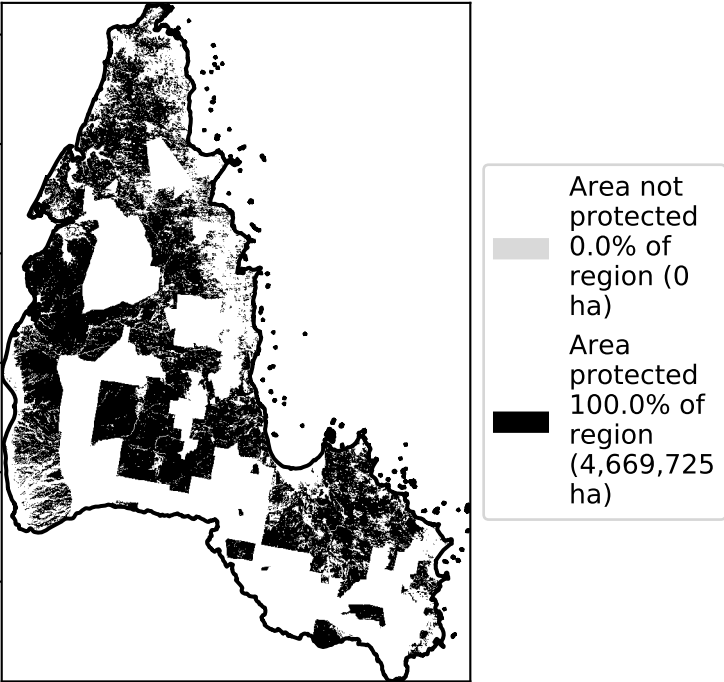 Area not
protected
0.0% of
region (0
ha)
Area
protected
100.0% of
region
(4,669,725
ha)